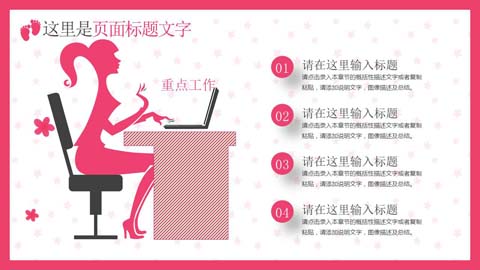 这里是页面标题文字
重点工作
01
请在这里输入标题
请点击录入本章节的概括性描述文字或者复制
粘贴，请添加说明文字，图像描述及总结。
02
请在这里输入标题
请点击录入本章节的概括性描述文字或者复制
粘贴，请添加说明文字，图像描述及总结。
03
请在这里输入标题
请点击录入本章节的概括性描述文字或者复制
粘贴，请添加说明文字，图像描述及总结。
04
请在这里输入标题
请点击录入本章节的概括性描述文字或者复制
粘贴，请添加说明文字，图像描述及总结。